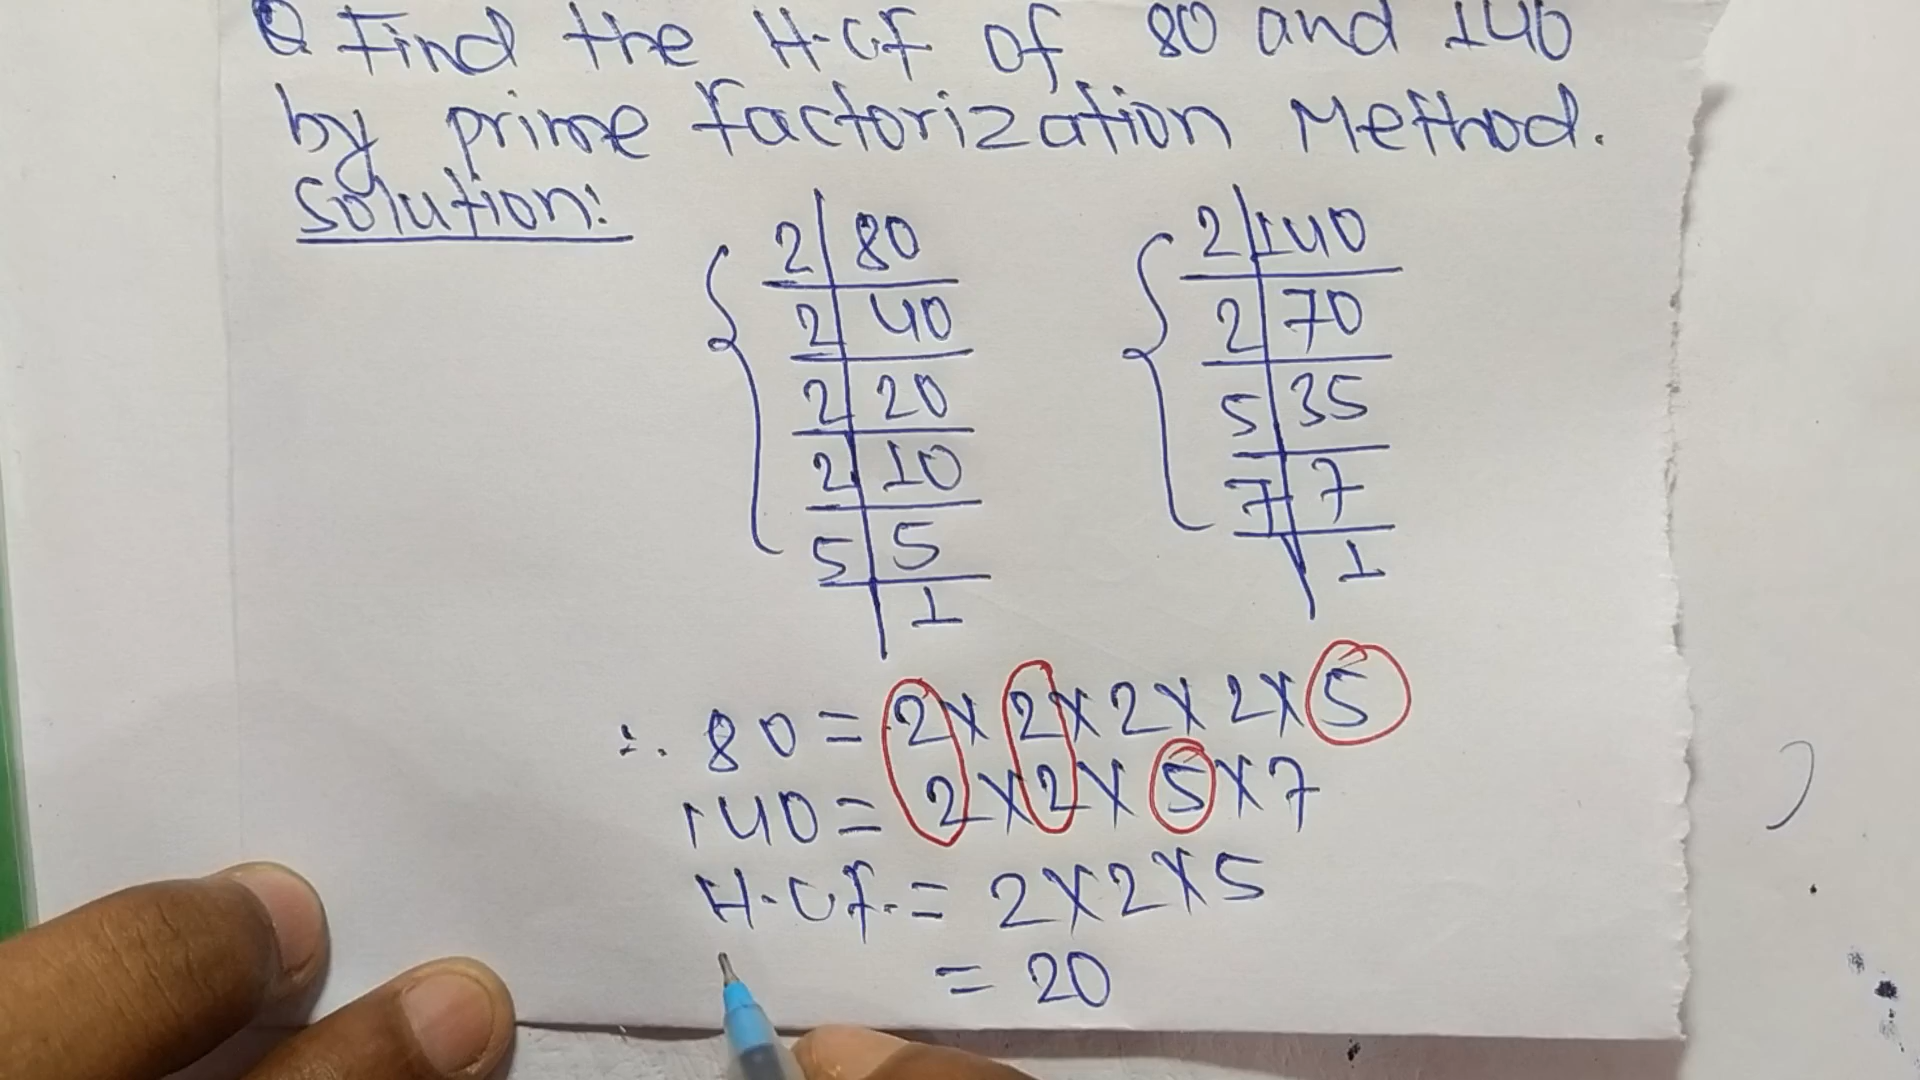 Q Find the H.C.F. of 80 and 140
by prime factorization Method.
Solution:
2 | 80
2 | 40
2 | 20
2 | 10
5 | 5
1
2 | 140
2 | 70
5 | 35
7 | 7
1
∴ 80 = 2 × 2 × 2 × 2 × 5
140 = 2 × 2 × 5 × 7
H.C.F. = 2 × 2 × 5
= 20